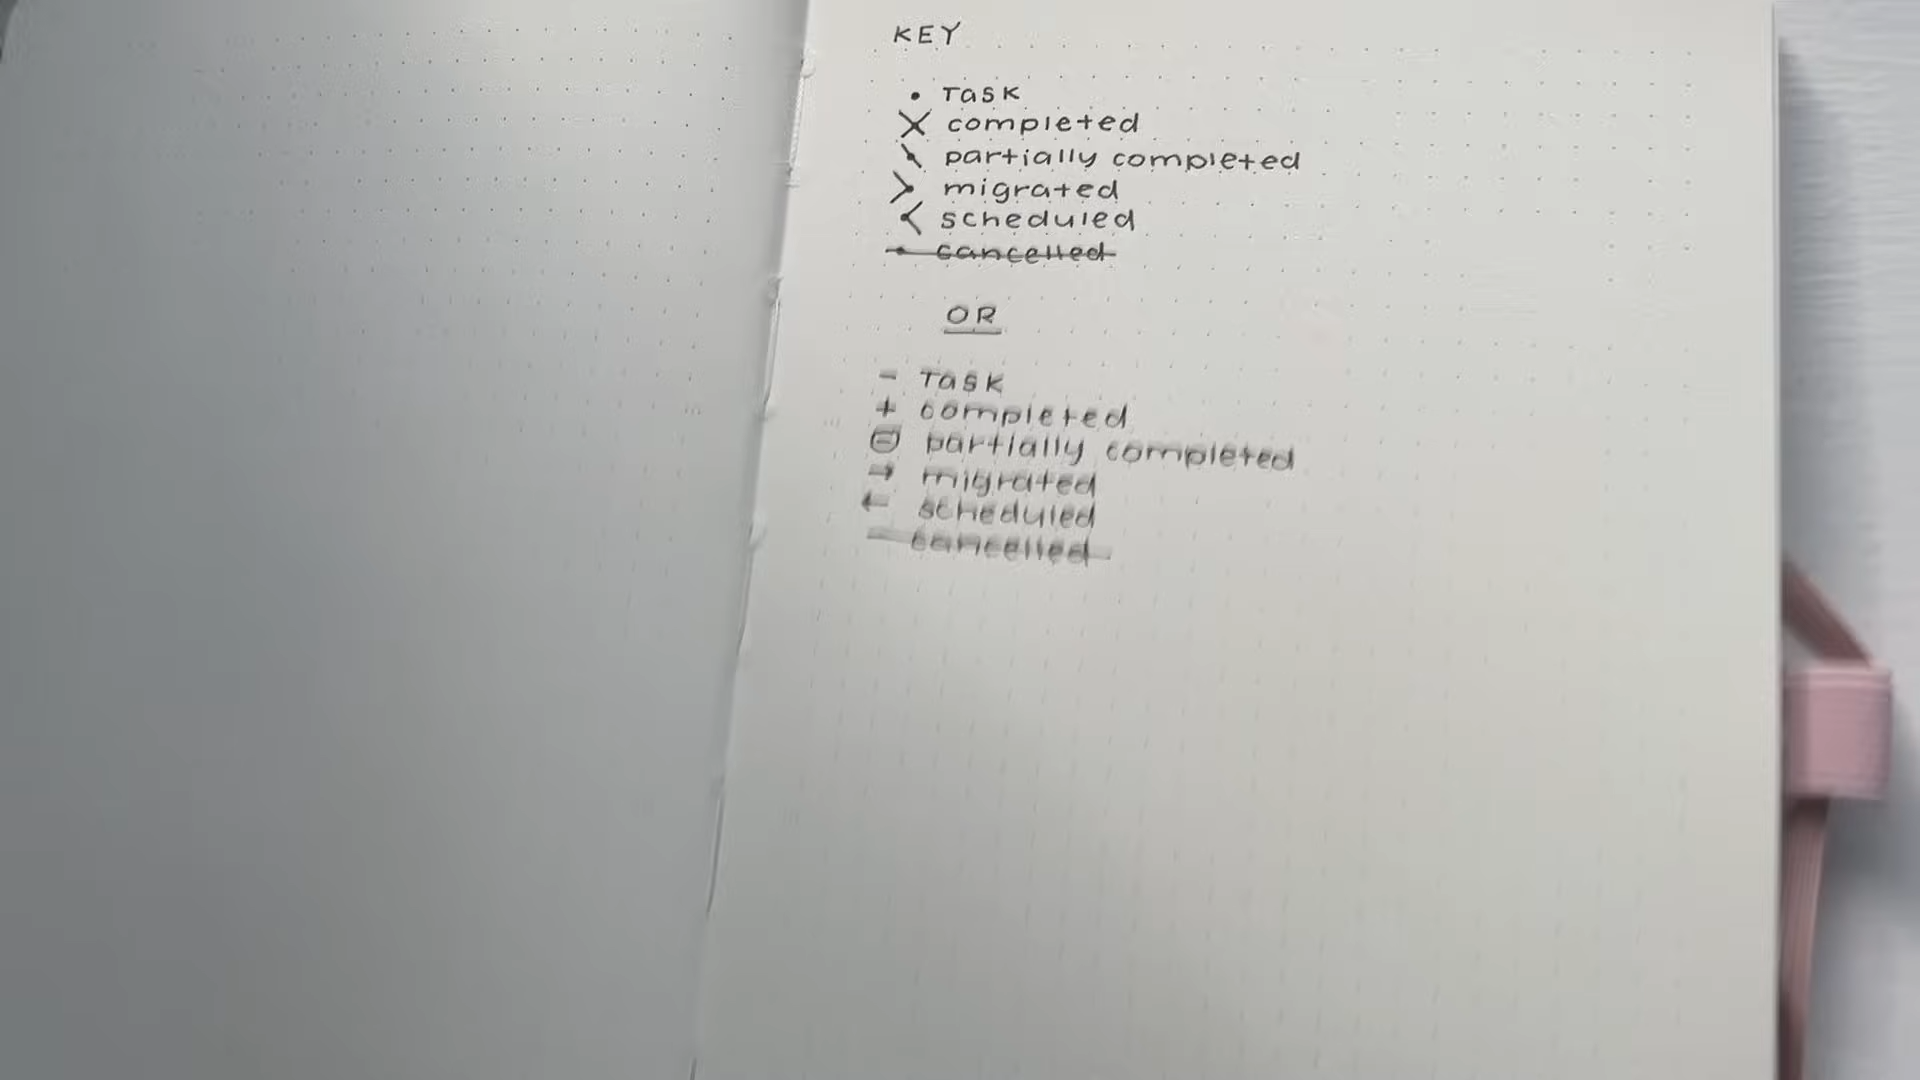 KEY
• Task
X completed
\ partially completed
> migrated
< scheduled
— cancelled
OR
- Task
+ completed
⊖ partially completed
→ migrated
← scheduled
— cancelled